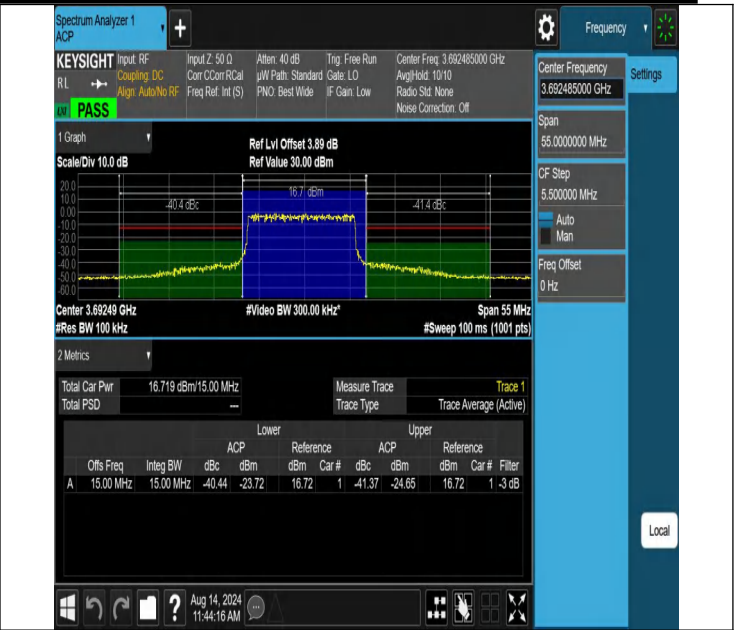 Spectrum Analyzer 1
ACP
+
Frequency
KEYSIGHT Input: RF Input Z: 50 Ω Atten: 40 dB Trig: Free Run Center Freq: 3.692485000 GHz
RL Coupling: DC Corr CCorr RCal µW Path: Standard Gate: LO Avg|Hold: 10/10
Align: Auto/No RF Freq Ref: Int (S) PNO: Best Wide IF Gain: Low Radio Std: None
PASS Noise Correction: Off
Center Frequency
3.692485000 GHz
Settings
Span
55.0000000 MHz
CF Step
5.500000 MHz
Auto
Man
Freq Offset
0 Hz
1 Graph
Ref Lvl Offset 3.89 dB
Scale/Div 10.0 dB Ref Value 30.00 dBm
20.0
10.0
0.00
-10.0
-20.0
-30.0
-40.0
-50.0
-60.0
-40.4 dBc 16.7 dBm -41.4 dBc
Center 3.69249 GHz #Video BW 300.00 kHz* Span 55 MHz
#Res BW 100 kHz #Sweep 100 ms (1001 pts)
2 Metrics
Total Car Pwr 16.719 dBm/15.00 MHz Measure Trace Trace 1
Total PSD --- Trace Type Trace Average (Active)
Lower Upper
ACP Reference ACP Reference
Offs Freq Integ BW dBc dBm dBm Car # dBc dBm dBm Car # Filter
A 15.00 MHz 15.00 MHz -40.44 -23.72 16.72 1 -41.37 -24.65 16.72 1 -3 dB
Local
? Aug 14, 2024
11:44:16 AM